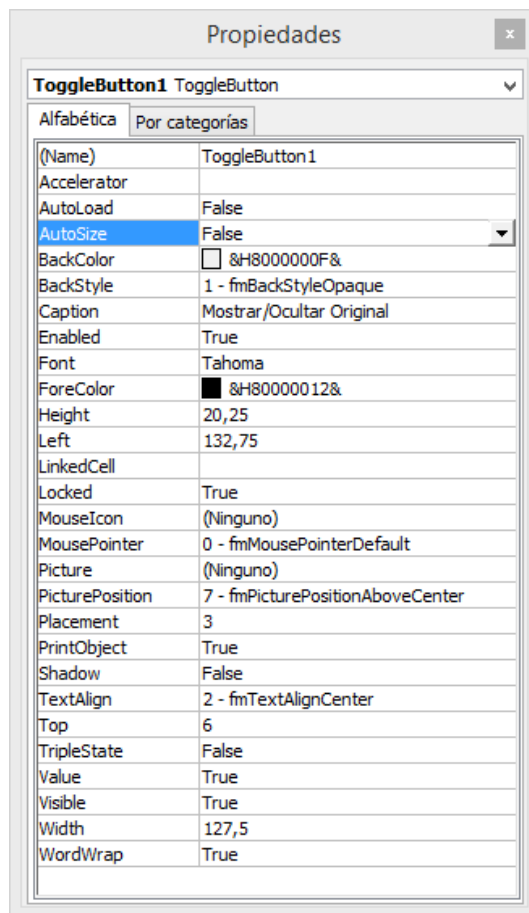 Propiedades
x
ToggleButton1 ToggleButton
Alfabética Por categorías
(Name) ToggleButton1
Accelerator
AutoLoad False
AutoSize False
BackColor &H8000000F&
BackStyle 1 - fmBackStyleOpaque
Caption Mostrar/Ocultar Original
Enabled True
Font Tahoma
ForeColor &H80000012&
Height 20,25
Left 132,75
LinkedCell
Locked True
MouseIcon (Ninguno)
MousePointer 0 - fmMousePointerDefault
Picture (Ninguno)
PicturePosition 7 - fmPicturePositionAboveCenter
Placement 3
PrintObject True
Shadow False
TextAlign 2 - fmTextAlignCenter
Top 6
TripleState False
Value True
Visible True
Width 127,5
WordWrap True